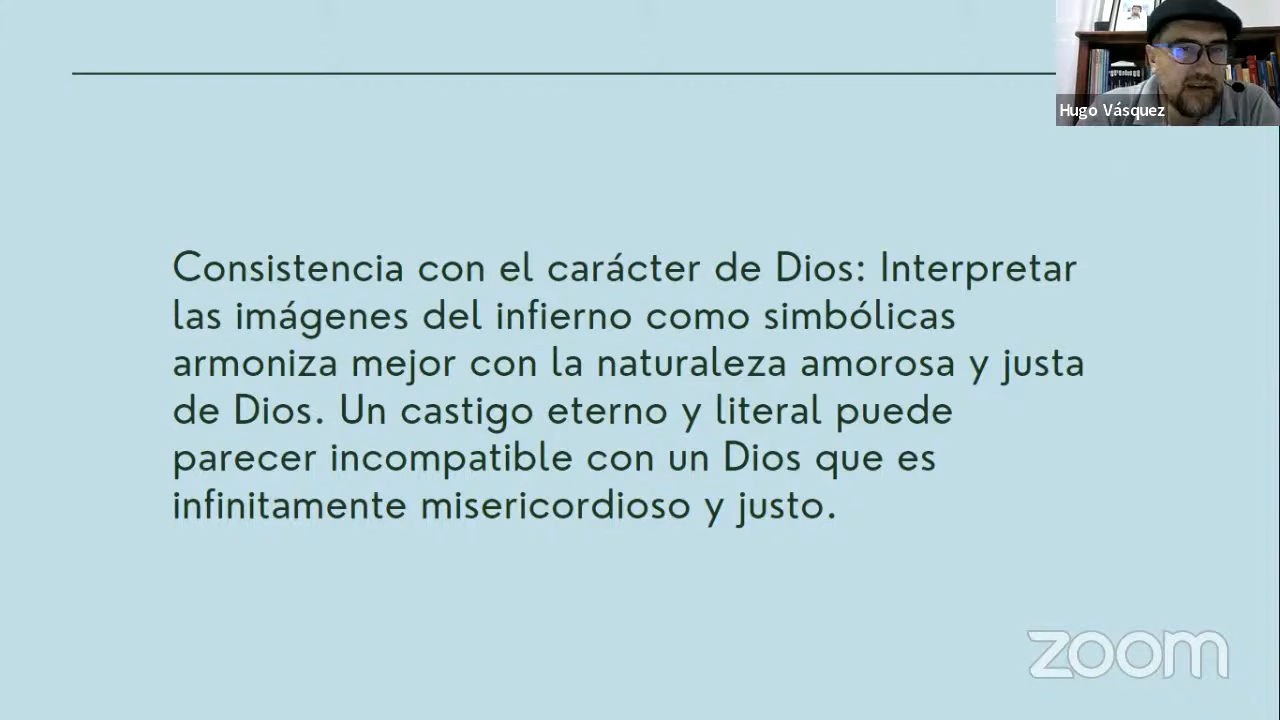 Hugo Vásquez
Consistencia con el carácter de Dios: Interpretar
las imágenes del infierno como simbólicas
armoniza mejor con la naturaleza amorosa y justa
de Dios. Un castigo eterno y literal puede
parecer incompatible con un Dios que es
infinitamente misericordioso y justo.
zoom